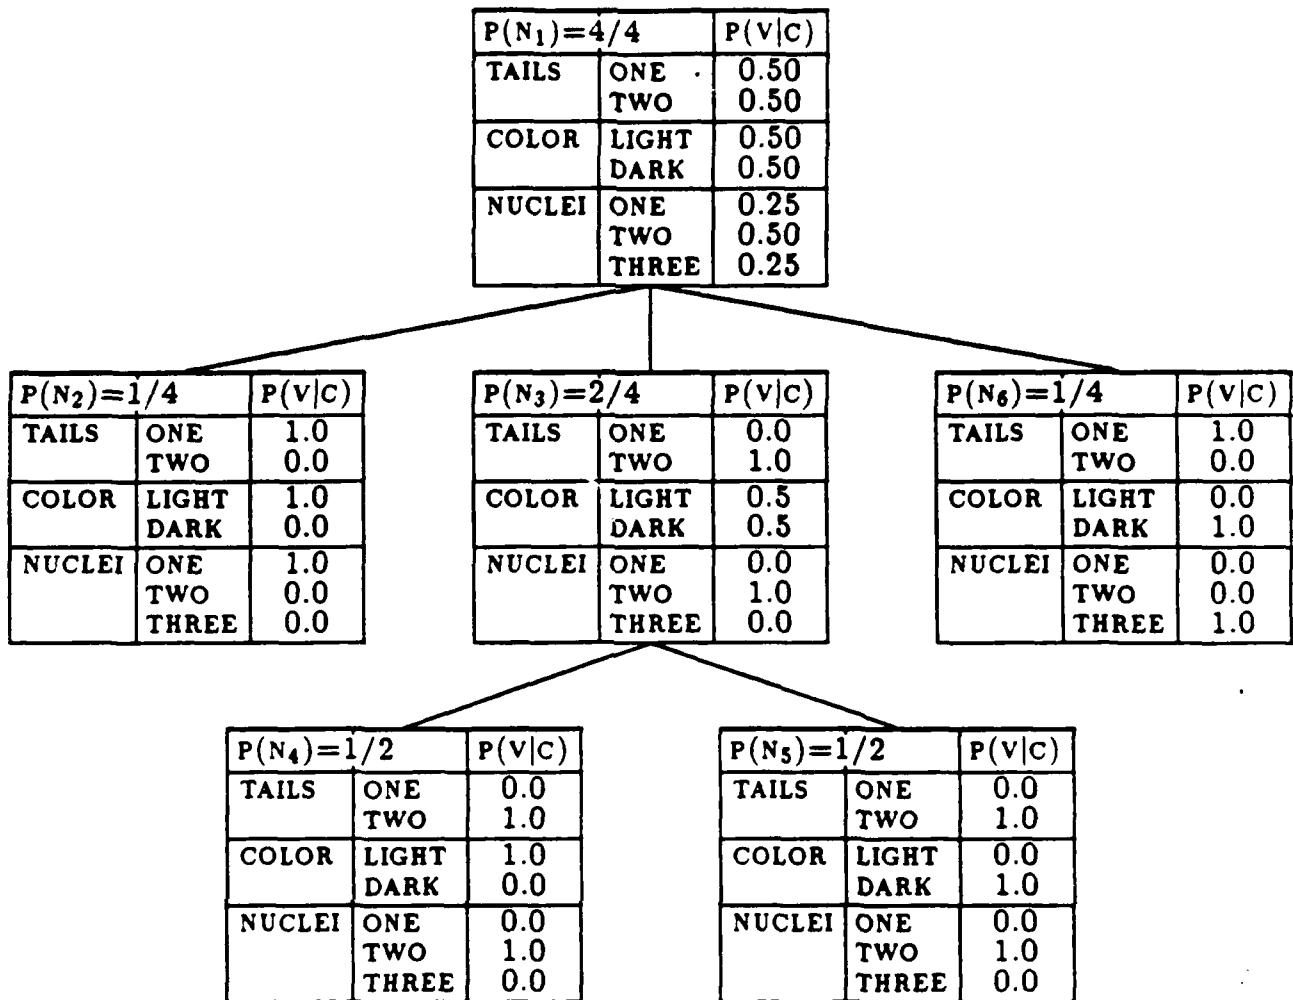 P(N₁)=4/4 P(V|C)
TAILS ONE 0.50
TWO 0.50
COLOR LIGHT 0.50
DARK 0.50
NUCLEI ONE 0.25
TWO 0.50
THREE 0.25
P(N₂)=1/4 P(V|C)
TAILS ONE 1.0
TWO 0.0
COLOR LIGHT 1.0
DARK 0.0
NUCLEI ONE 1.0
TWO 0.0
THREE 0.0
P(N₃)=2/4 P(V|C)
TAILS ONE 0.0
TWO 1.0
COLOR LIGHT 0.5
DARK 0.5
NUCLEI ONE 0.0
TWO 1.0
THREE 0.0
P(N₆)=1/4 P(V|C)
TAILS ONE 1.0
TWO 0.0
COLOR LIGHT 0.0
DARK 1.0
NUCLEI ONE 0.0
TWO 0.0
THREE 1.0
P(N₄)=1/2 P(V|C)
TAILS ONE 0.0
TWO 1.0
COLOR LIGHT 1.0
DARK 0.0
NUCLEI ONE 0.0
TWO 1.0
THREE 0.0
P(N₅)=1/2 P(V|C)
TAILS ONE 0.0
TWO 1.0
COLOR LIGHT 0.0
DARK 1.0
NUCLEI ONE 0.0
TWO 1.0
THREE 0.0